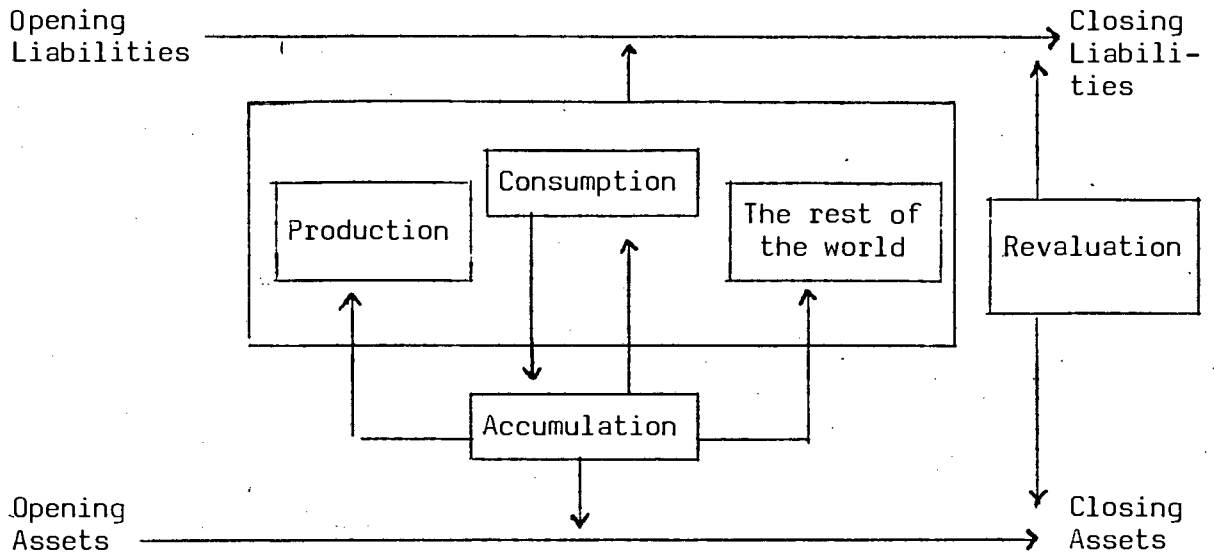 Opening
Liabilities
Closing
Liabili-
ties
Consumption
Production
The rest of
the world
Revaluation
Accumulation
Opening
Assets
Closing
Assets